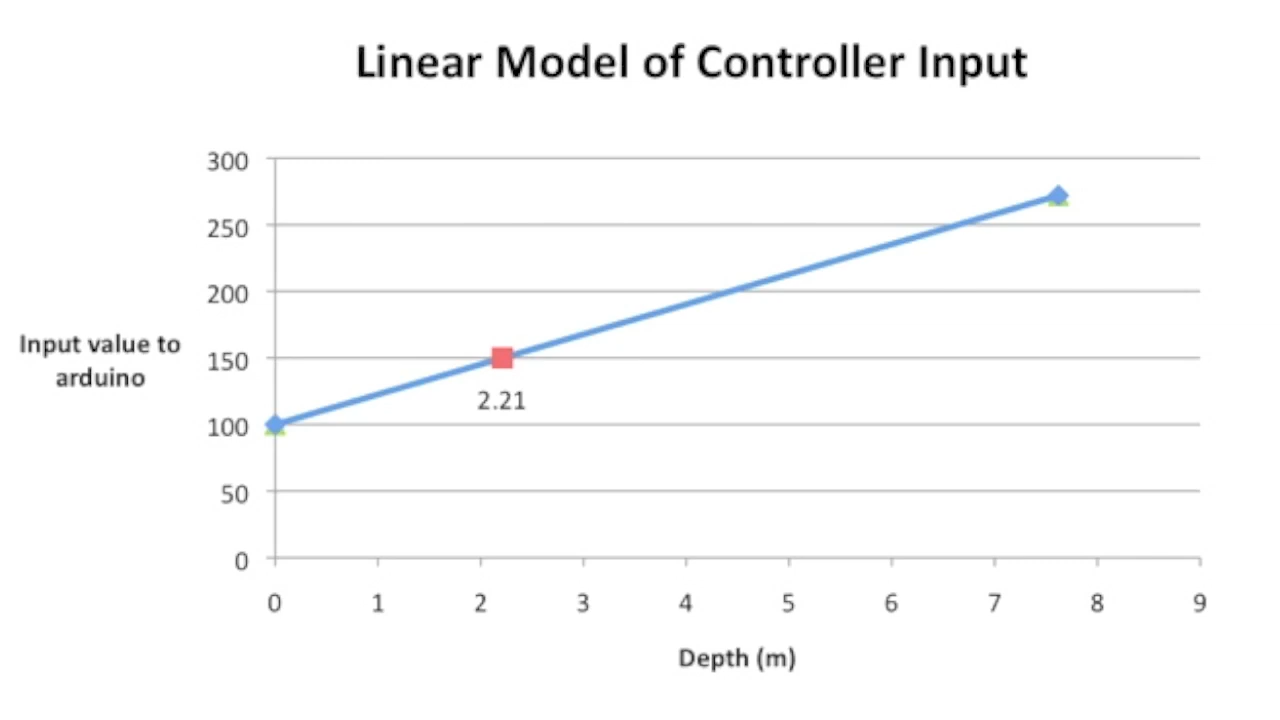 Linear Model of Controller Input
300
250
200
150
100
50
0
Input value to
arduino
2.21
0 1 2 3 4 5 6 7 8 9
Depth (m)